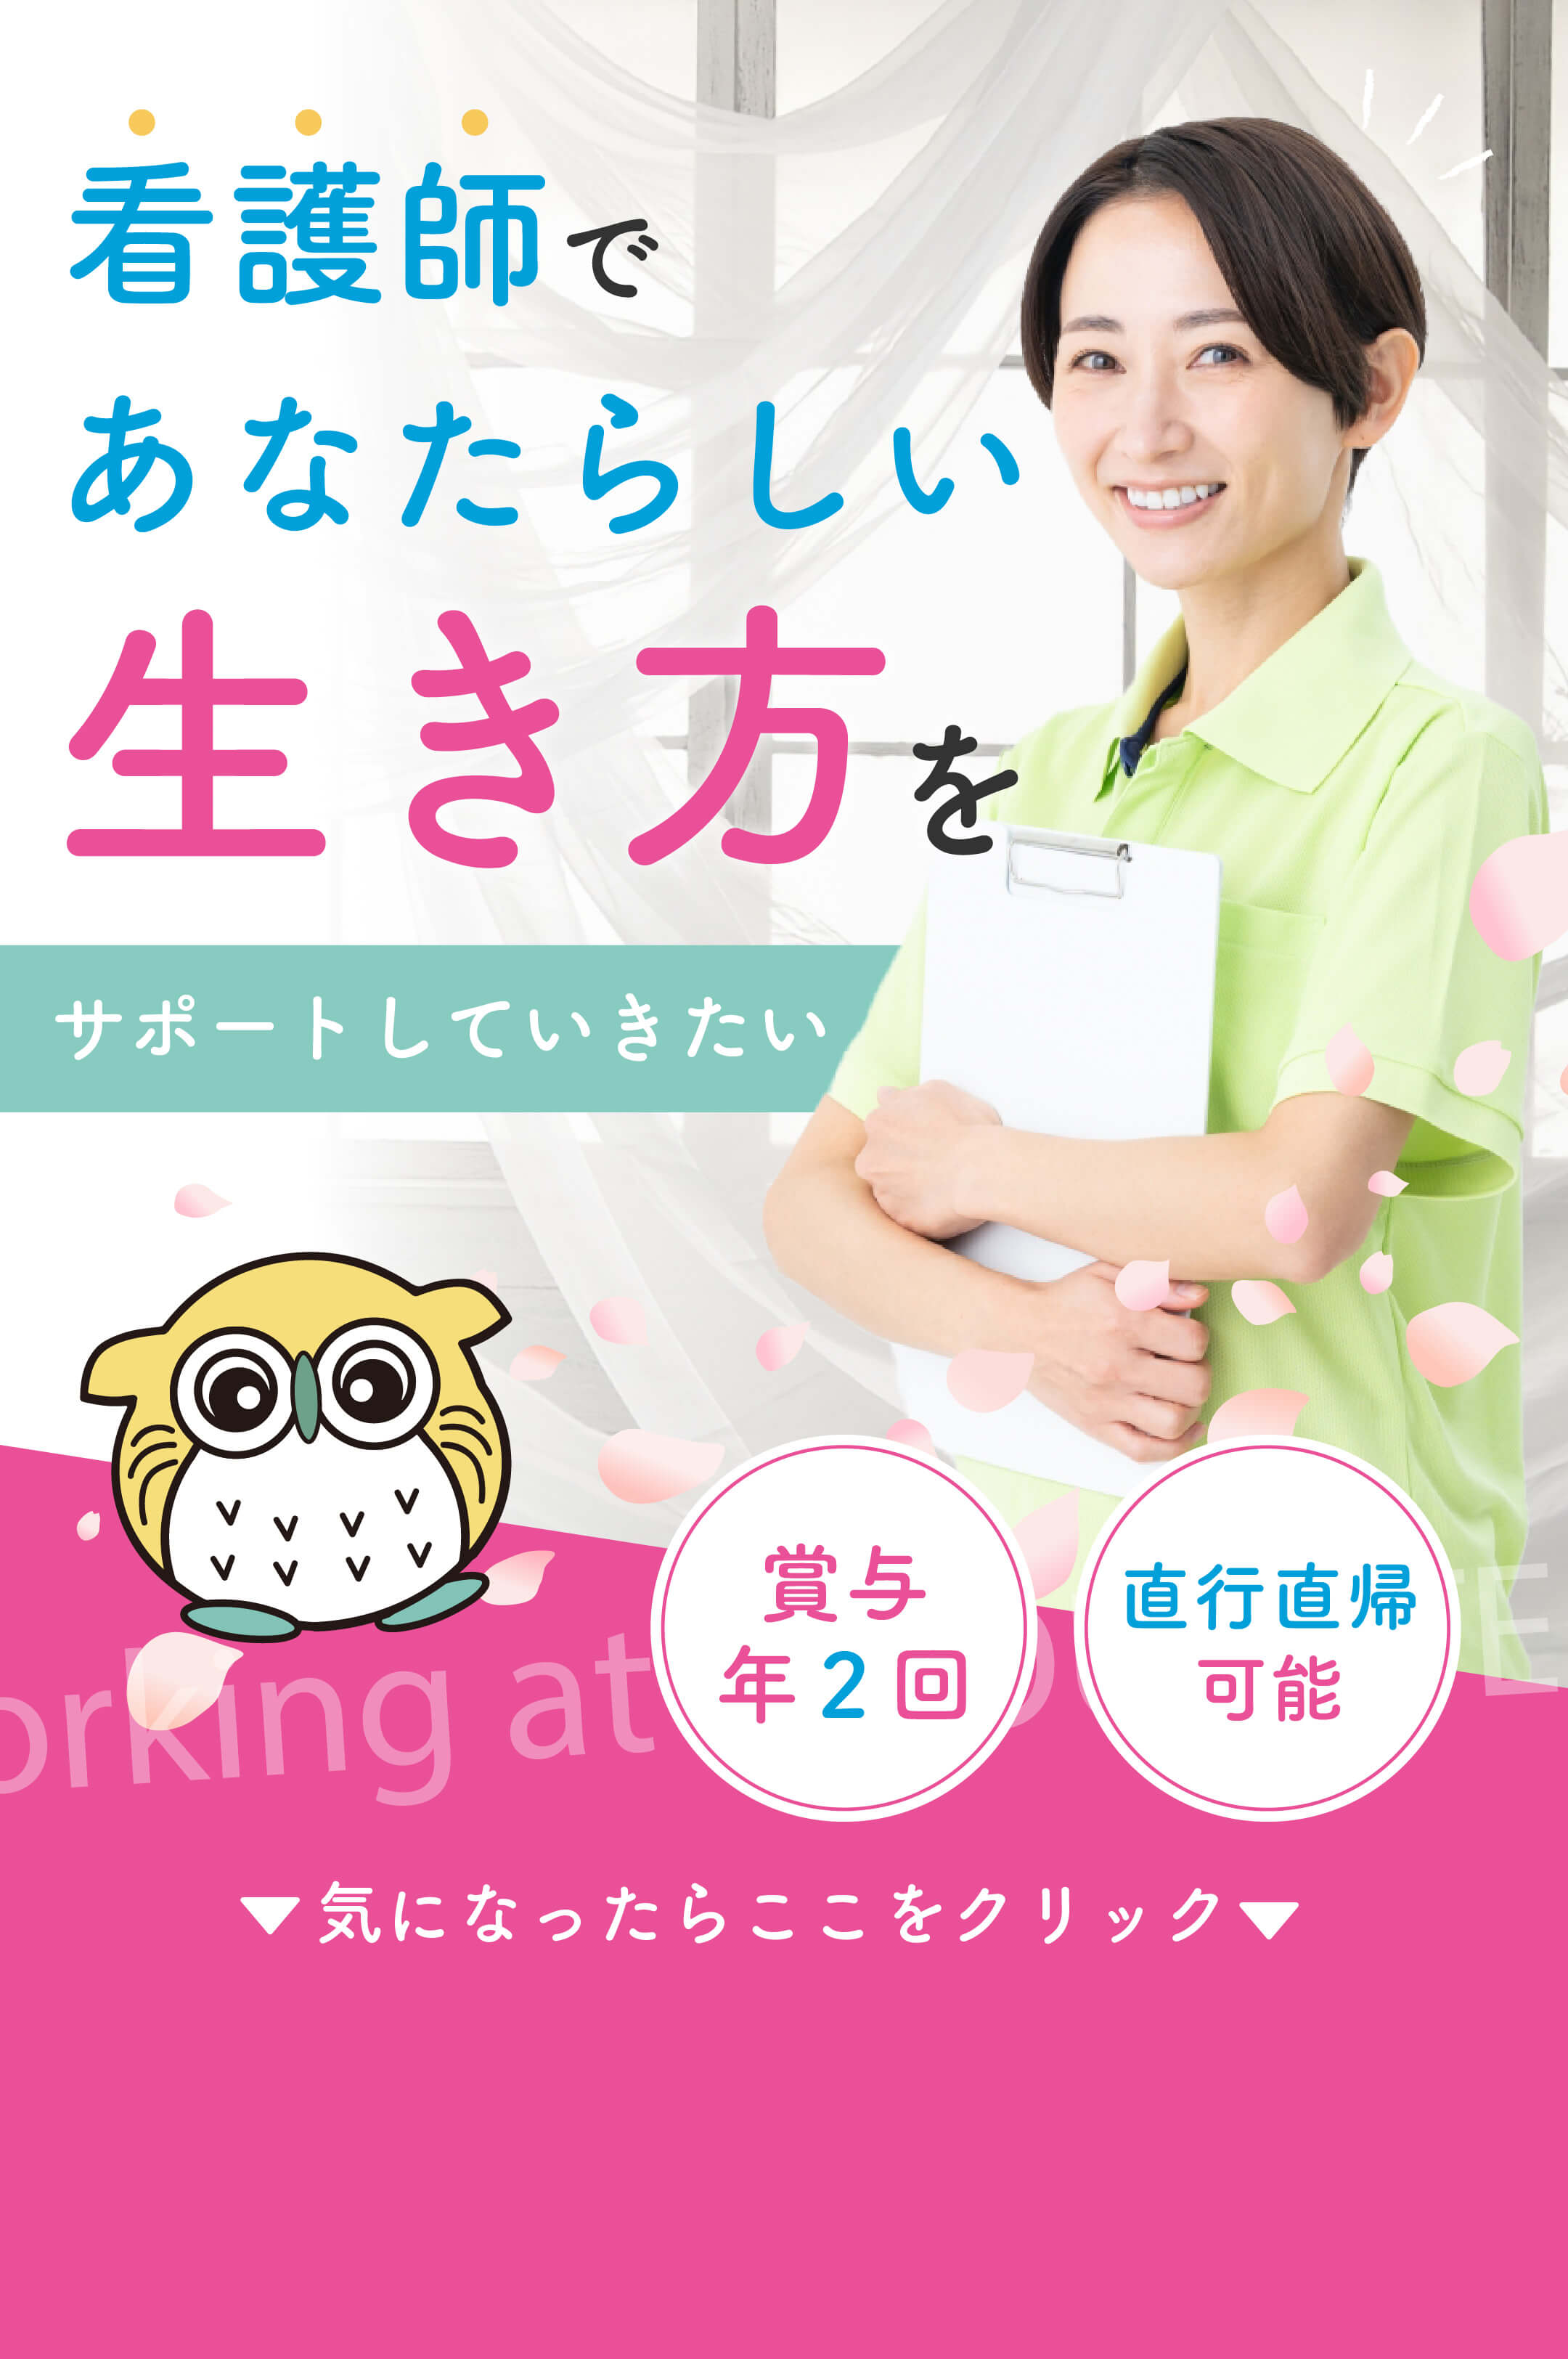 看護師で
あなたらしい
生き方を
サポートしていきたい
orking at
賞与
年2回
直行直帰
可能
▼気になったらここをクリック▼